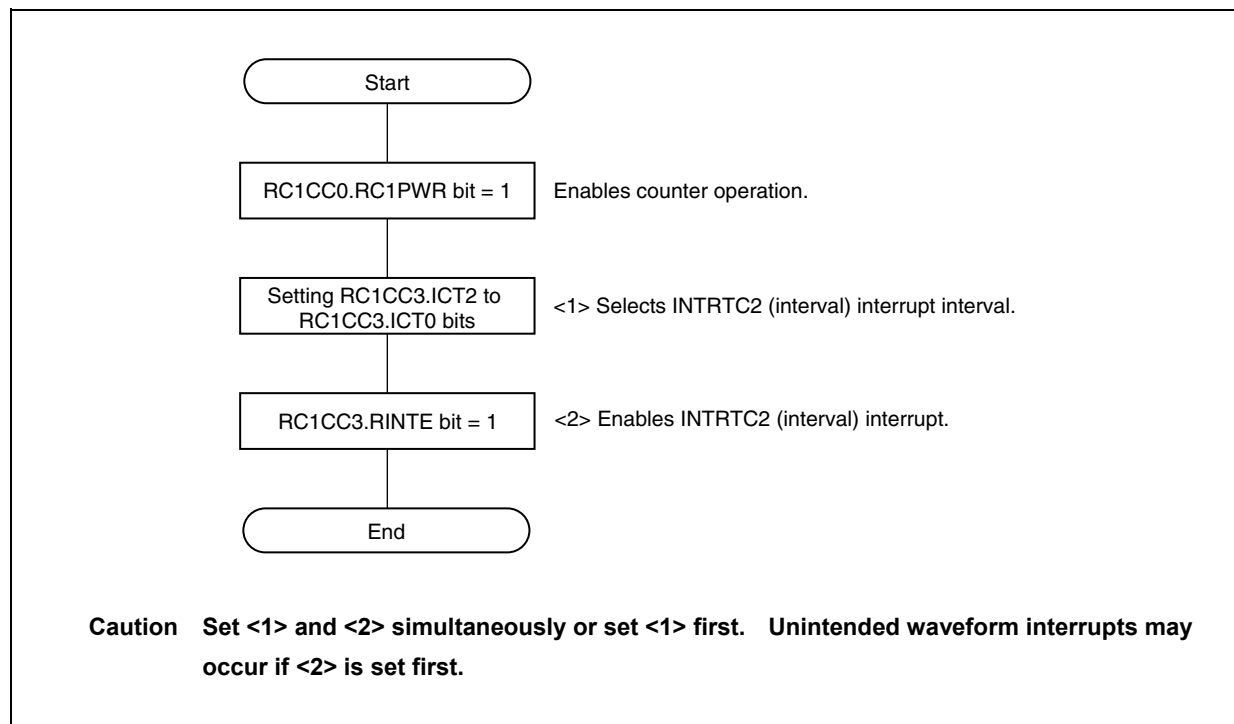 Start
RC1CC0.RC1PWR bit = 1 Enables counter operation.
Setting RC1CC3.ICT2 to
RC1CC3.ICT0 bits
<1> Selects INTRTC2 (interval) interrupt interval.
RC1CC3.RINTE bit = 1 <2> Enables INTRTC2 (interval) interrupt.
End
Caution Set <1> and <2> simultaneously or set <1> first. Unintended waveform interrupts may
occur if <2> is set first.